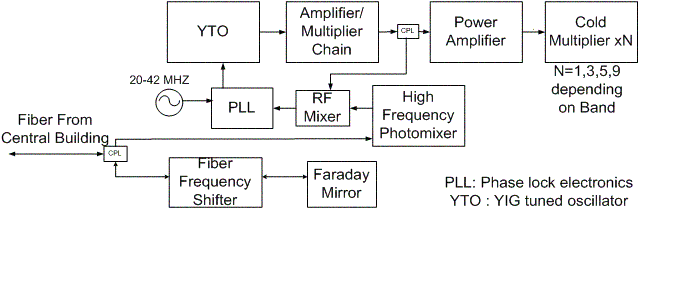 YTO
Amplifier/
Multiplier
Chain
CPL
Power
Amplifier
Cold
Multiplier xN
N=1,3,5,9
depending
on Band
20-42 MHZ
PLL
RF
Mixer
High
Frequency
Photomixer
Fiber From
Central Building
CPL
Fiber
Frequency
Shifter
Faraday
Mirror
PLL: Phase lock electronics
YTO : YIG tuned oscillator